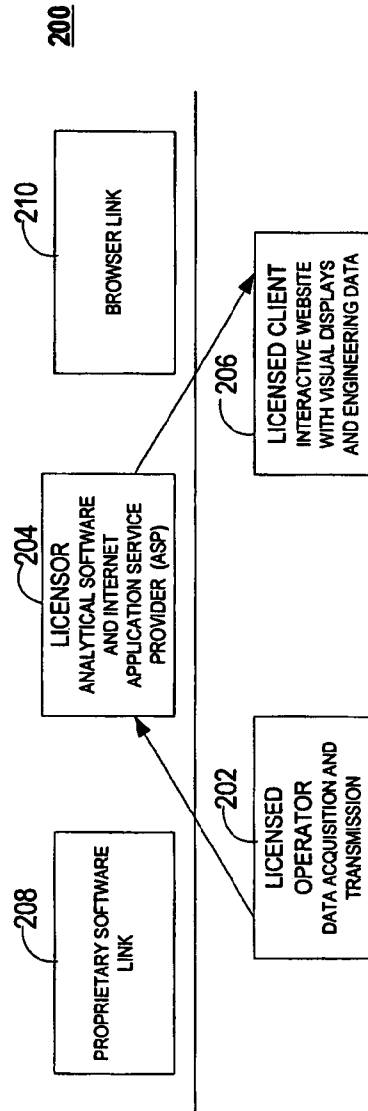 200
208
PROPRIETARY SOFTWARE
LINK
204
LICENSOR
ANALYTICAL SOFTWARE
AND INTERNET
APPLICATION SERVICE
PROVIDER (ASP)
210
BROWSER LINK
202
LICENSED
OPERATOR
DATA ACQUISITION AND
TRANSMISSION
206
LICENSED CLIENT
INTERACTIVE WEBSITE
WITH VISUAL DISPLAYS
AND ENGINEERING DATA